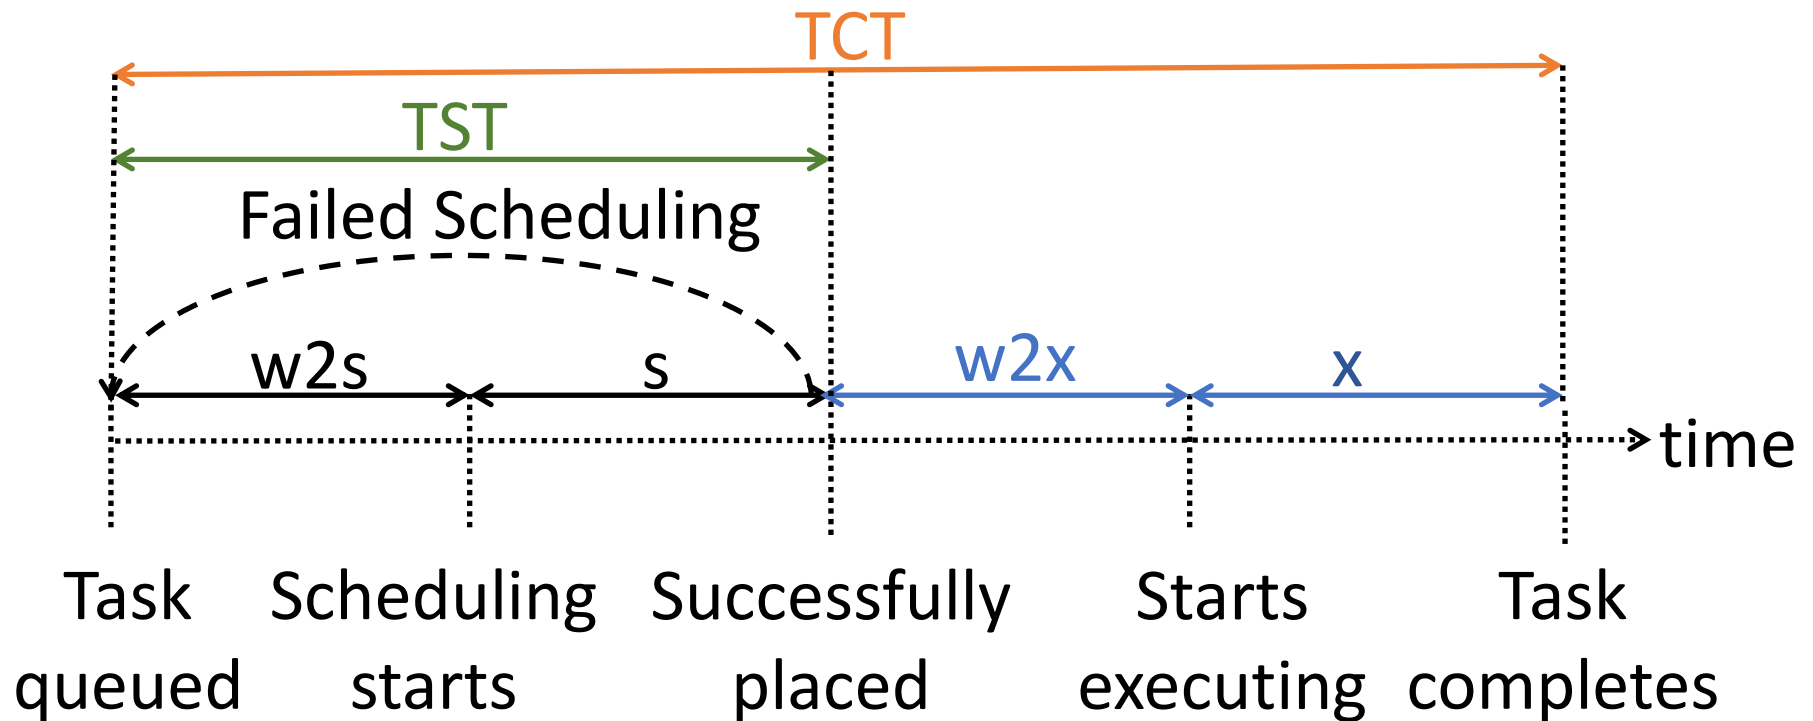 TCT
TST
Failed Scheduling
w2s
s
w2x
x
time
Task queued
Scheduling starts
Successfully placed
Starts executing
Task completes